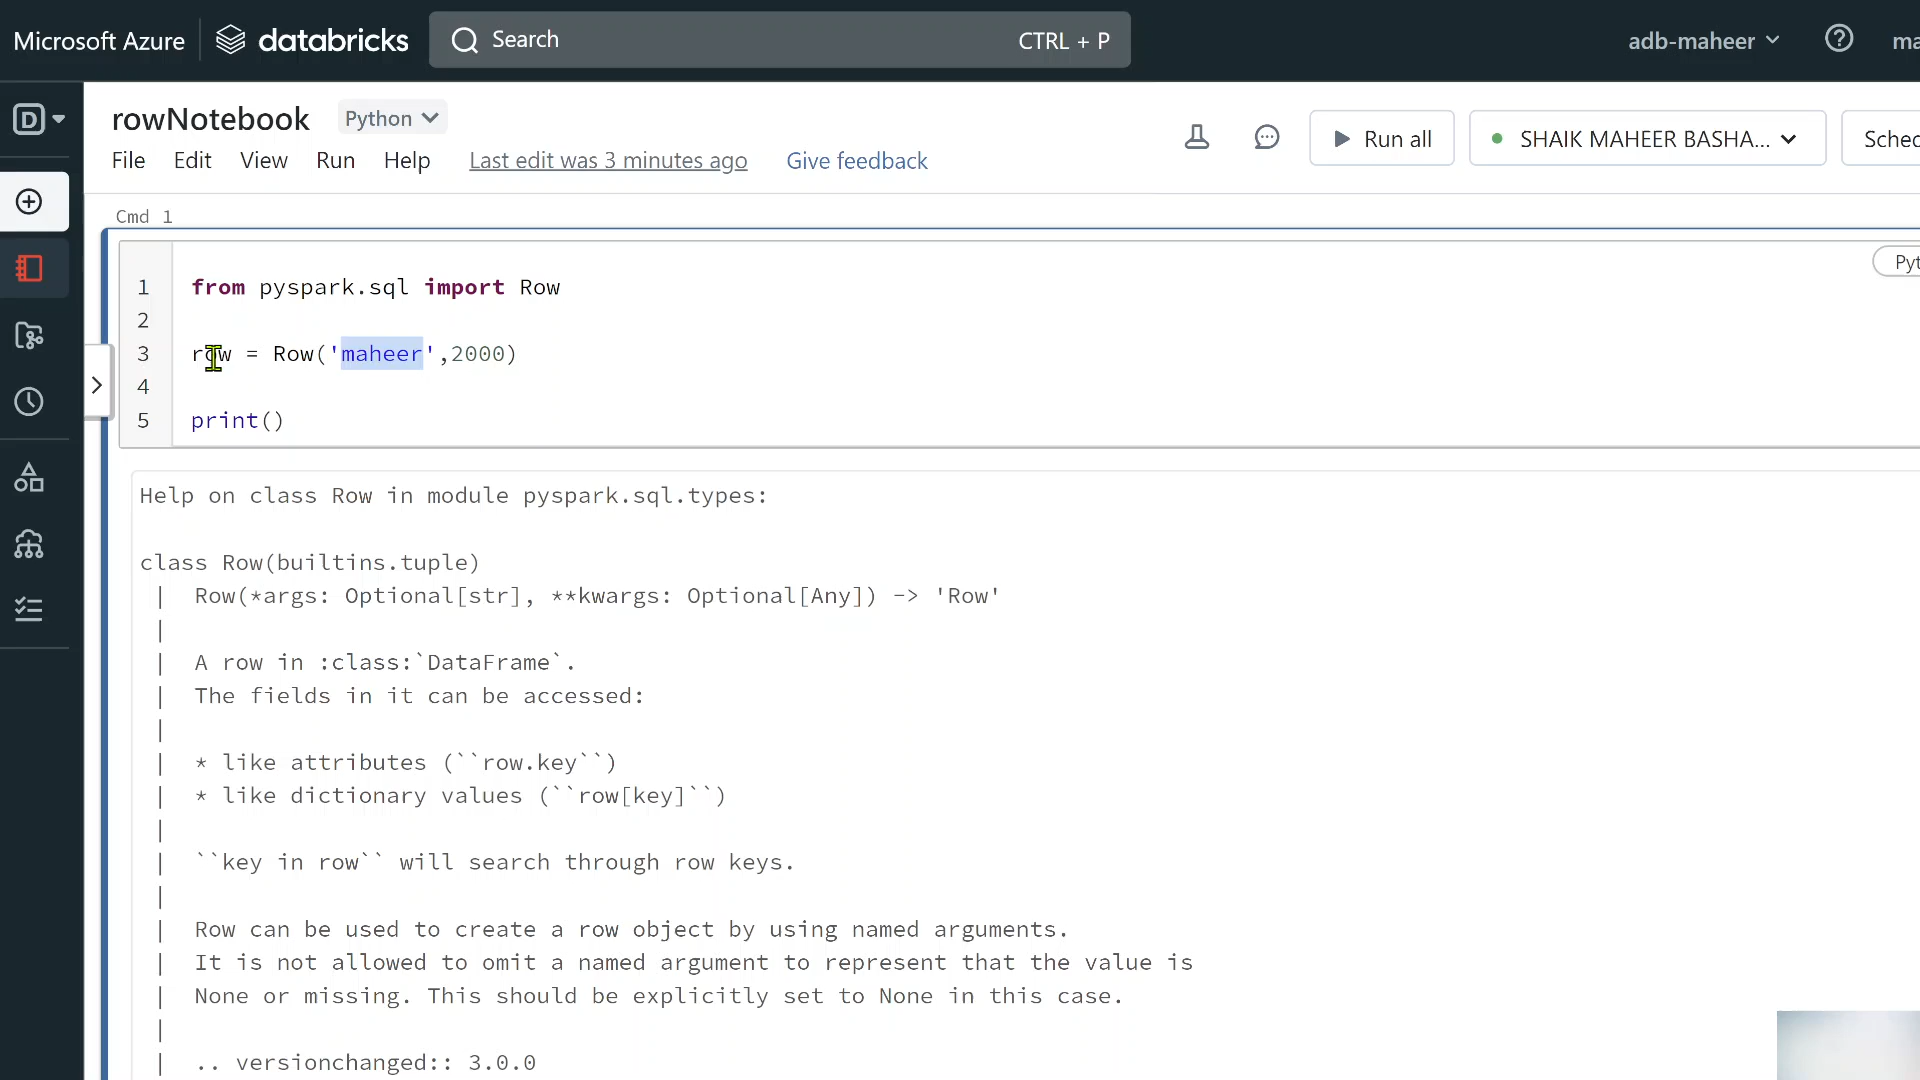 Microsoft Azure databricks Search CTRL + P adb-maheer ma
rowNotebook Python
File Edit View Run Help Last edit was 3 minutes ago Give feedback Run all SHAIK MAHEER BASHA... Sched
Cmd 1
Pyt
1 from pyspark.sql import Row
2
3 row = Row('maheer',2000)
4
5 print()
Help on class Row in module pyspark.sql.types:
class Row(builtins.tuple)
| Row(*args: Optional[str], **kwargs: Optional[Any]) -> 'Row'
|
| A row in :class:`DataFrame`.
| The fields in it can be accessed:
|
| * like attributes (``row.key``)
| * like dictionary values (``row[key]``)
|
| ``key in row`` will search through row keys.
|
| Row can be used to create a row object by using named arguments.
| It is not allowed to omit a named argument to represent that the value is
| None or missing. This should be explicitly set to None in this case.
|
| .. versionchanged:: 3.0.0